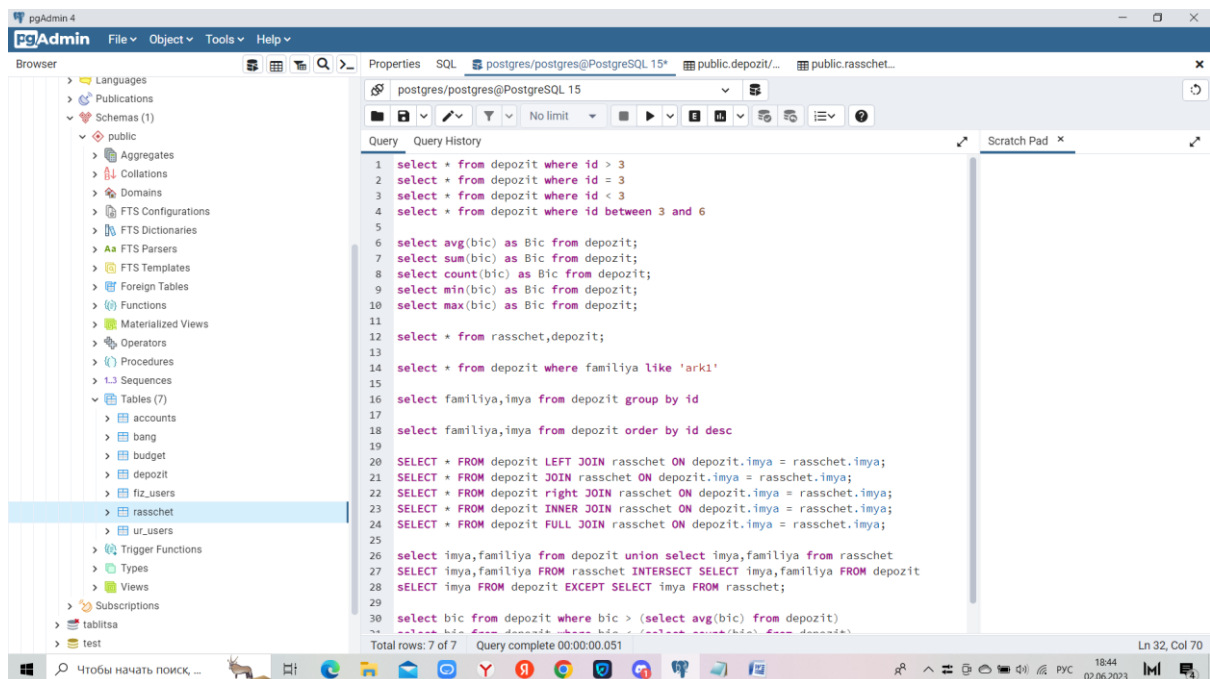 pgAdmin 4
pgAdmin File Object Tools Help
Browser
Properties SQL postgres/postgres@PostgreSQL 15* public.depozit/... public.rasschet...
Languages
Publications
Schemas (1)
public
Aggregates
Collations
Domains
FTS Configurations
FTS Dictionaries
Aa FTS Parsers
FTS Templates
Foreign Tables
Functions
Materialized Views
Operators
Procedures
1..3 Sequences
Tables (7)
accounts
bang
budget
depozit
fiz_users
rasschet
ur_users
Trigger Functions
Types
Views
Subscriptions
tablitsa
test
postgres/postgres@PostgreSQL 15
No limit
Query Query History
Scratch Pad
1 select * from depozit where id > 3
2 select * from depozit where id = 3
3 select * from depozit where id < 3
4 select * from depozit where id between 3 and 6
5
6 select avg(bic) as Bic from depozit;
7 select sum(bic) as Bic from depozit;
8 select count(bic) as Bic from depozit;
9 select min(bic) as Bic from depozit;
10 select max(bic) as Bic from depozit;
11
12 select * from rasschet,depozit;
13
14 select * from depozit where familiya like 'ark1'
15
16 select familiya,imya from depozit group by id
17
18 select familiya,imya from depozit order by id desc
19
20 SELECT * FROM depozit LEFT JOIN rasschet ON depozit.imya = rasschet.imya;
21 SELECT * FROM depozit JOIN rasschet ON depozit.imya = rasschet.imya;
22 SELECT * FROM depozit right JOIN rasschet ON depozit.imya = rasschet.imya;
23 SELECT * FROM depozit INNER JOIN rasschet ON depozit.imya = rasschet.imya;
24 SELECT * FROM depozit FULL JOIN rasschet ON depozit.imya = rasschet.imya;
25
26 select imya,familiya from depozit union select imya,familiya from rasschet
27 SELECT imya,familiya FROM rasschet INTERSECT SELECT imya,familiya FROM depozit
28 sELECT imya FROM depozit EXCEPT SELECT imya FROM rasschet;
29
30 select bic from depozit where bic > (select avg(bic) from depozit)
31 select bic from depozit where bic < (select count(bic) from depozit)
Total rows: 7 of 7 Query complete 00:00:00.051
Ln 32, Col 70
Чтобы начать поиск, ...
РУС
18:44
02.06.2023
4